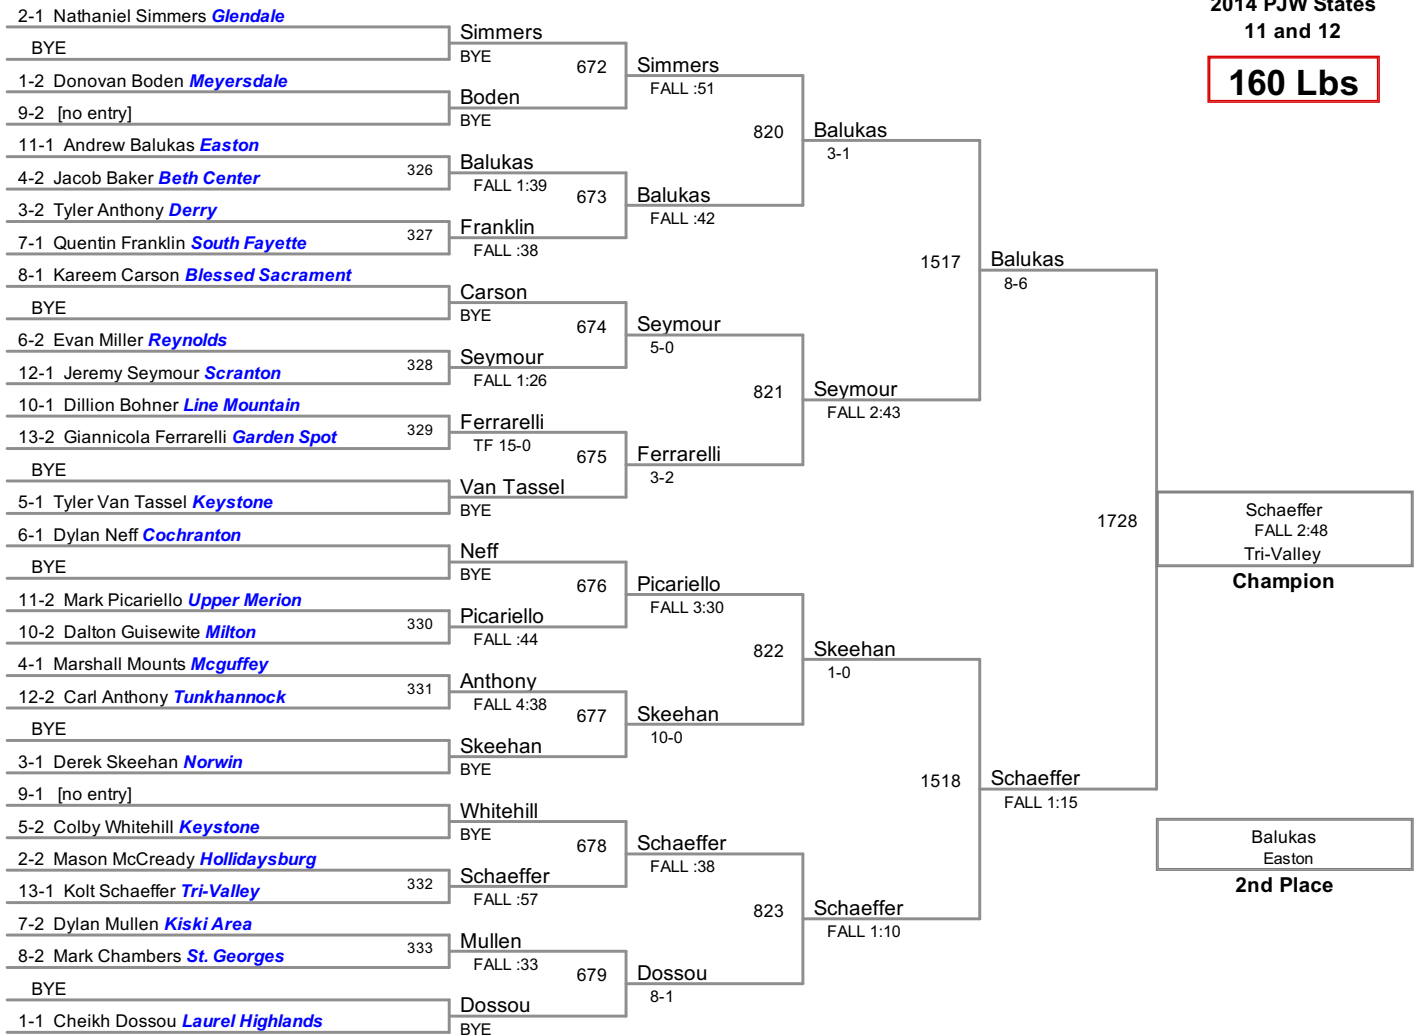 2014 PJW States
11 and 12
160 Lbs
2-1 Nathaniel Simmers Glendale
BYE
1-2 Donovan Boden Meyersdale
9-2 [no entry]
11-1 Andrew Balukas Easton
4-2 Jacob Baker Beth Center
3-2 Tyler Anthony Derry
7-1 Quentin Franklin South Fayette
8-1 Kareem Carson Blessed Sacrament
BYE
6-2 Evan Miller Reynolds
12-1 Jeremy Seymour Scranton
10-1 Dillion Bohner Line Mountain
13-2 Giannicola Ferrarelli Garden Spot
BYE
5-1 Tyler Van Tassel Keystone
6-1 Dylan Neff Cochranton
BYE
11-2 Mark Picariello Upper Merion
10-2 Dalton Guisewite Milton
4-1 Marshall Mounts Mcguffey
12-2 Carl Anthony Tunkhannock
BYE
3-1 Derek Skeehan Norwin
9-1 [no entry]
5-2 Colby Whitehill Keystone
2-2 Mason McCready Hollidaysburg
13-1 Kolt Schaeffer Tri-Valley
7-2 Dylan Mullen Kiski Area
8-2 Mark Chambers St. Georges
BYE
1-1 Cheikh Dossou Laurel Highlands
326
327
328
329
330
331
332
333
Simmers
BYE
Boden
BYE
Balukas
FALL 1:39
Franklin
FALL :38
Carson
BYE
Seymour
FALL 1:26
Ferrarelli
TF 15-0
Van Tassel
BYE
Neff
BYE
Picariello
FALL :44
Anthony
FALL 4:38
Skeehan
BYE
Whitehill
BYE
Schaeffer
FALL :57
Mullen
FALL :33
Dossou
BYE
672
673
674
675
676
677
678
679
Simmers
FALL :51
Balukas
FALL :42
Seymour
5-0
Ferrarelli
3-2
Picariello
FALL 3:30
Skeehan
10-0
Schaeffer
FALL :38
Dossou
8-1
820
821
822
823
Balukas
3-1
Seymour
FALL 2:43
Skeehan
1-0
Schaeffer
FALL 1:10
1517
1518
Balukas
8-6
Schaeffer
FALL 1:15
1728
Schaeffer
FALL 2:48
Tri-Valley
Champion
Balukas
Easton
2nd Place